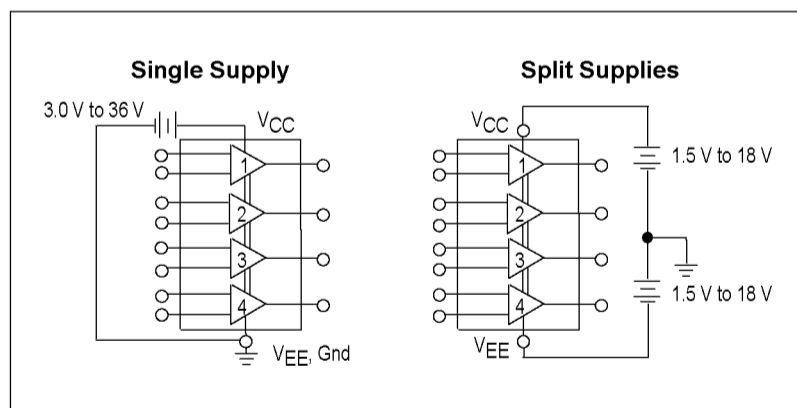 Single Supply
3.0 V to 36 V
VCC
1
2
3
4
VEE, Gnd
Split Supplies
VCC
1
2
3
4
VEE
1.5 V to 18 V
1.5 V to 18 V